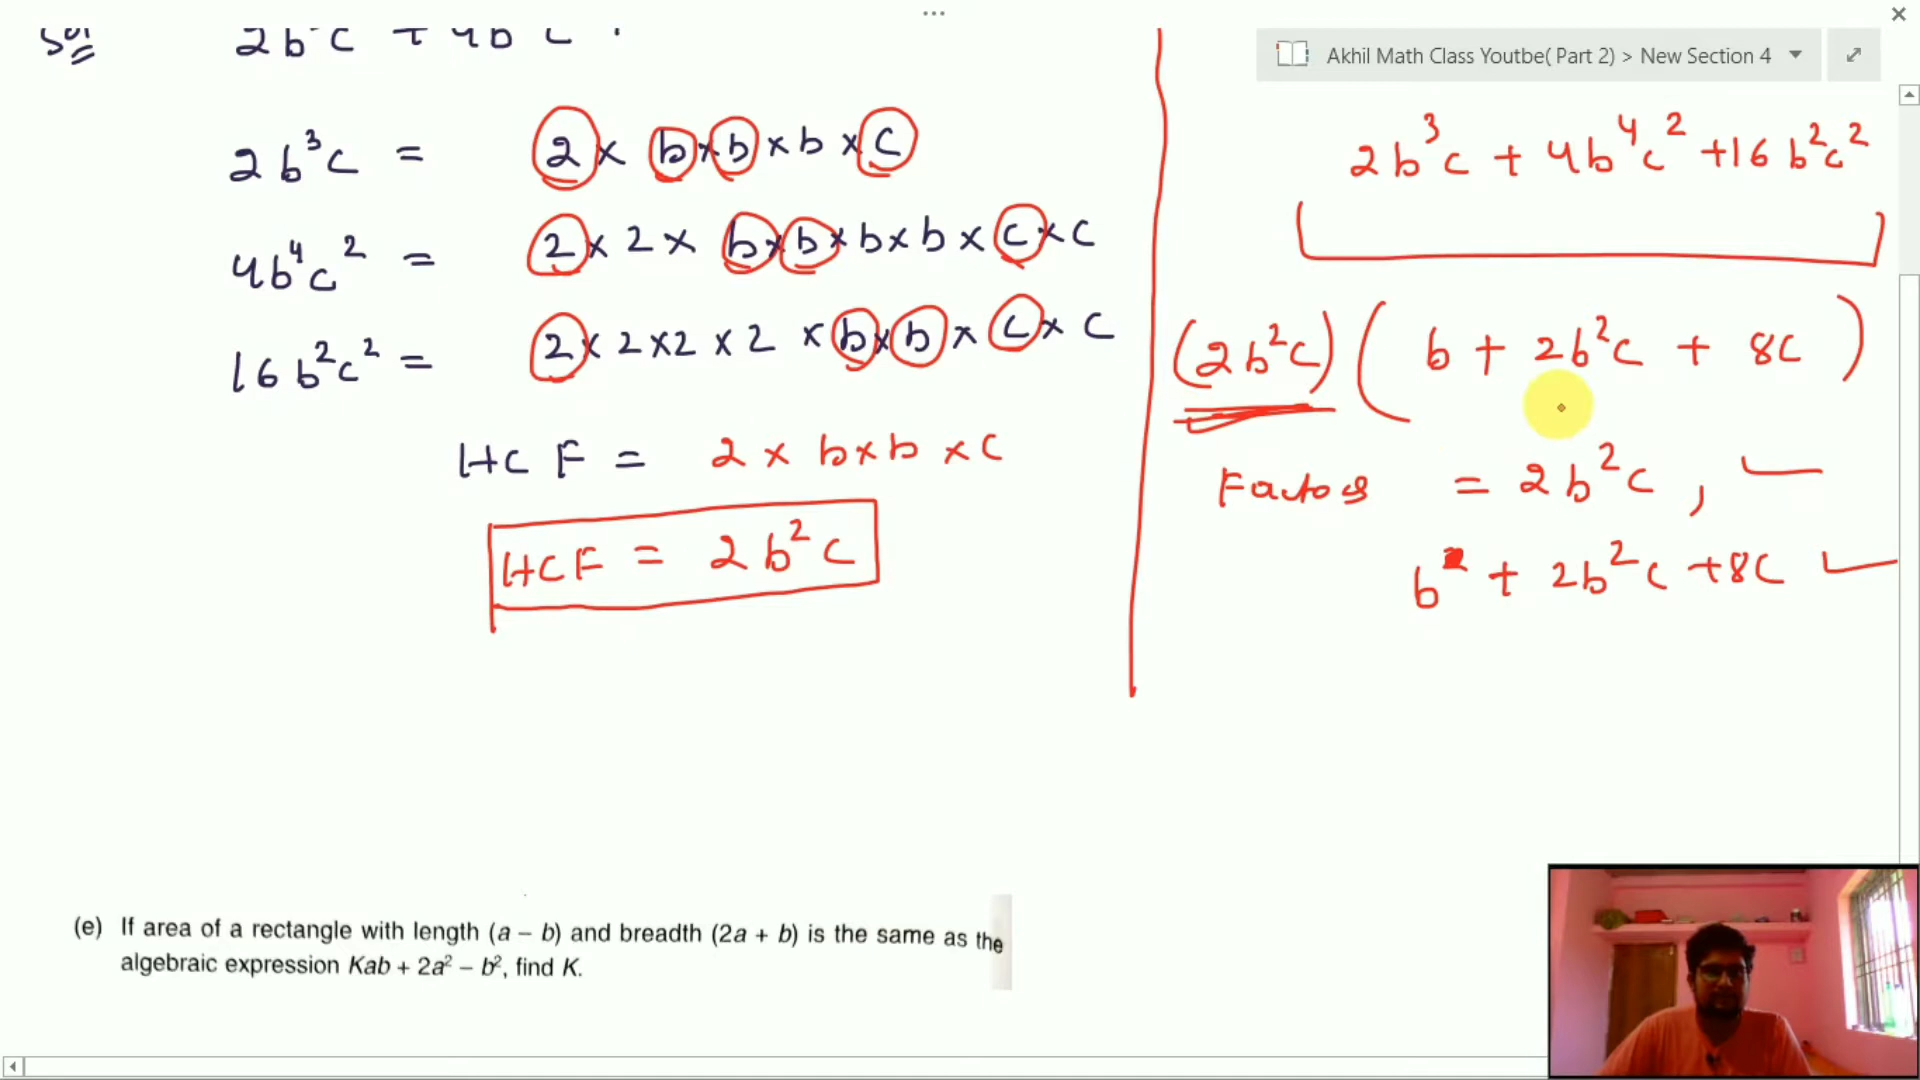 Sol
Akhil Math Class Youtbe( Part 2) > New Section 4
2b³c = 2 × b × b × b × c
4b⁴c² = 2 × 2 × b × b × b × b × c × c
16b²c² = 2 × 2 × 2 × 2 × b × b × c × c
HCF = 2 × b × b × c
HCF = 2b²c
2b³c + 4b⁴c² + 16b²c²
(2b²c) ( b + 2b²c + 8c )
Factors = 2b²c ,
b + 2b²c + 8c
(e) If area of a rectangle with length (a – b) and breadth (2a + b) is the same as the
algebraic expression Kab + 2a² – b², find K.